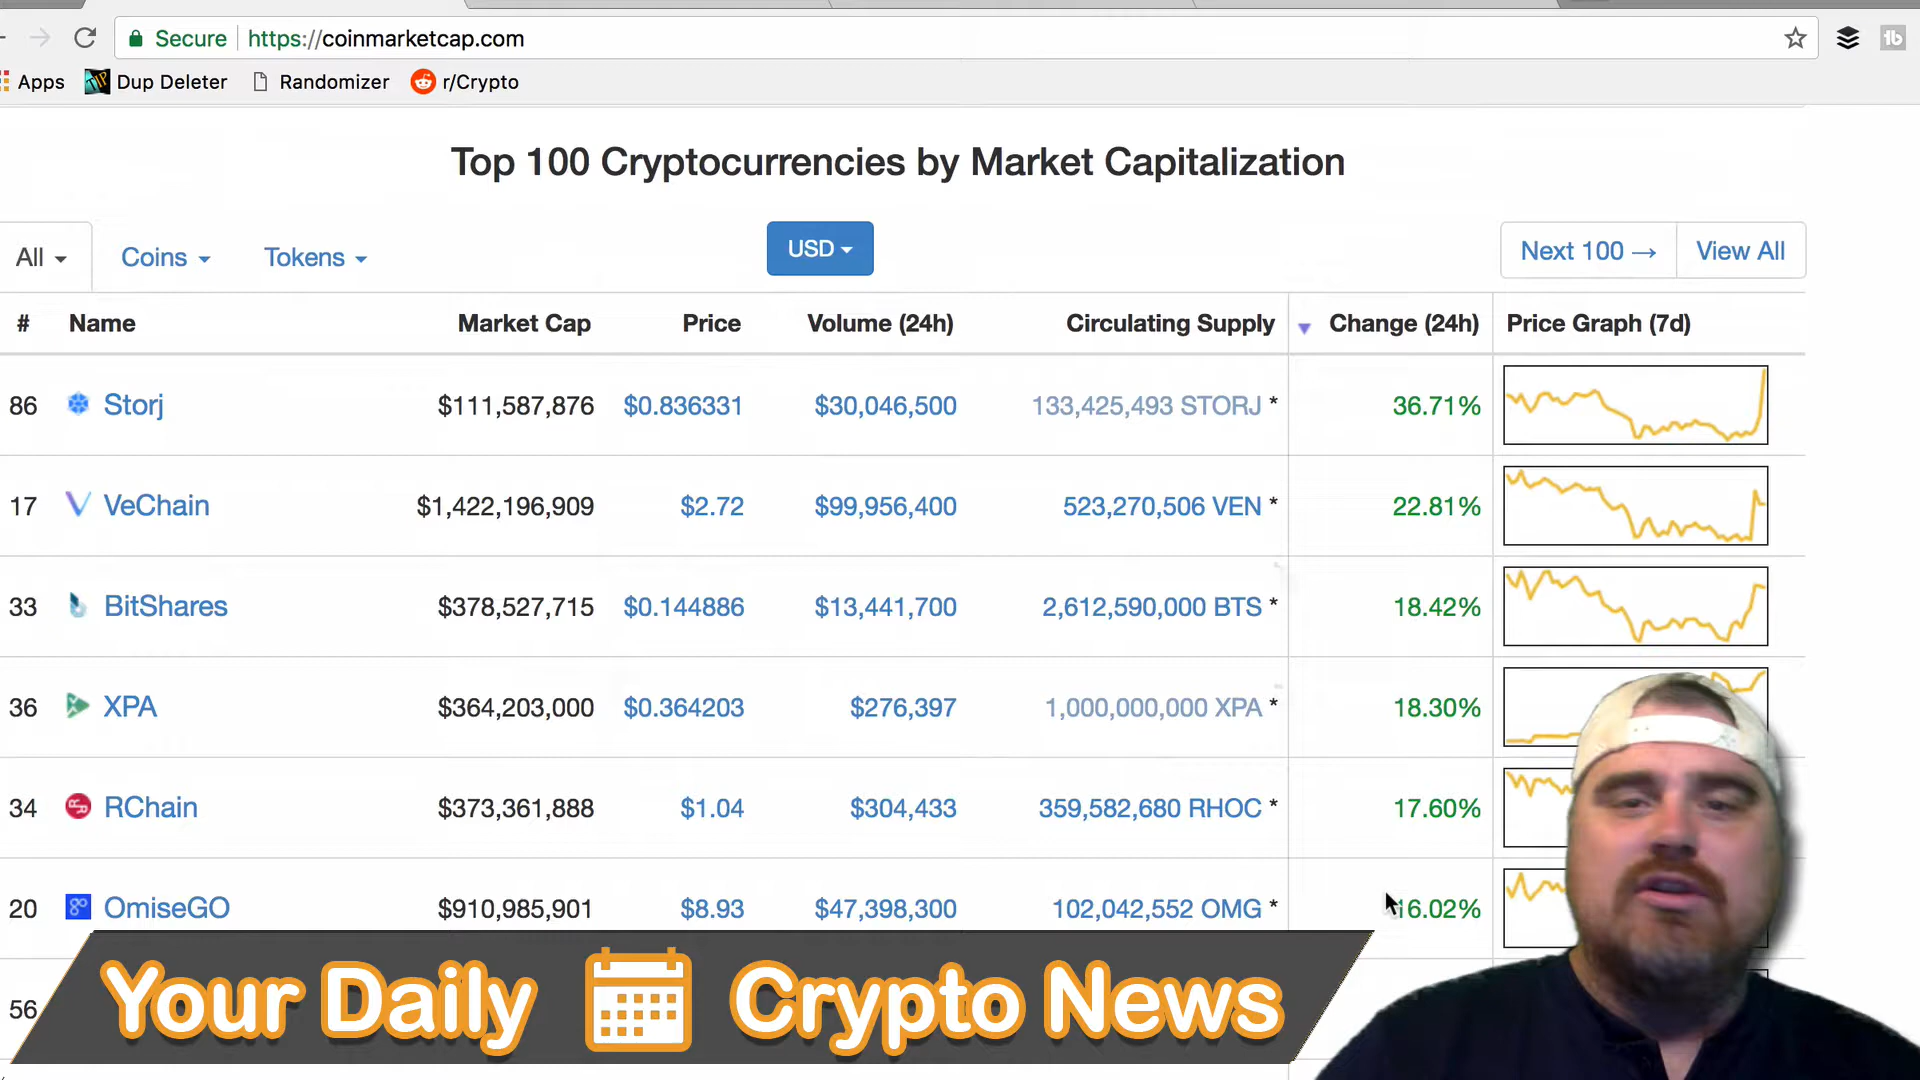 Secure https://coinmarketcap.com
Apps Dup Deleter Randomizer r/Crypto
Top 100 Cryptocurrencies by Market Capitalization
All Coins Tokens USD Next 100 → View All
# Name Market Cap Price Volume (24h) Circulating Supply Change (24h) Price Graph (7d)
86 Storj $111,587,876 $0.836331 $30,046,500 133,425,493 STORJ * 36.71%
17 VeChain $1,422,196,909 $2.72 $99,956,400 523,270,506 VEN * 22.81%
33 BitShares $378,527,715 $0.144886 $13,441,700 2,612,590,000 BTS * 18.42%
36 XPA $364,203,000 $0.364203 $276,397 1,000,000,000 XPA * 18.30%
34 RChain $373,361,888 $1.04 $304,433 359,582,680 RHOC * 17.60%
20 OmiseGO $910,985,901 $8.93 $47,398,300 102,042,552 OMG * 16.02%
56
Your Daily Crypto News